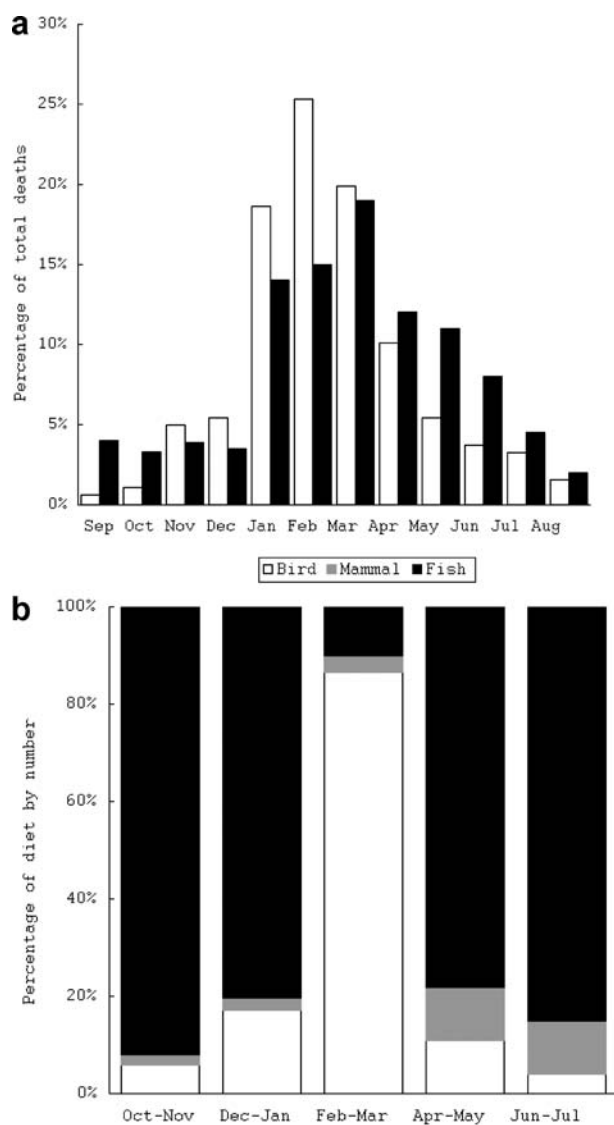 a
30%
25%
20%
15%
10%
5%
0%
Percentage of total deaths
Sep Oct Nov Dec Jan Feb Mar Apr May Jun Jul Aug
Bird Mammal Fish
b
100%
80%
60%
40%
20%
0%
Percentage of diet by number
Oct-Nov Dec-Jan Feb-Mar Apr-May Jun-Jul